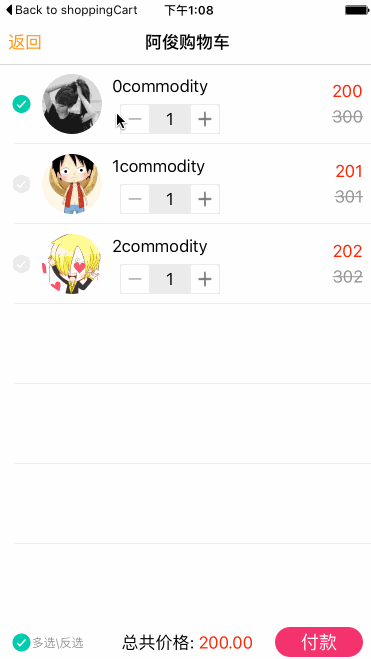 Back to shoppingCart 下午1:08
返回 阿俊购物车
0commodity 200
1 300
1commodity 201
1 301
2commodity 202
1 302
多选\反选 总共价格: 200.00 付款